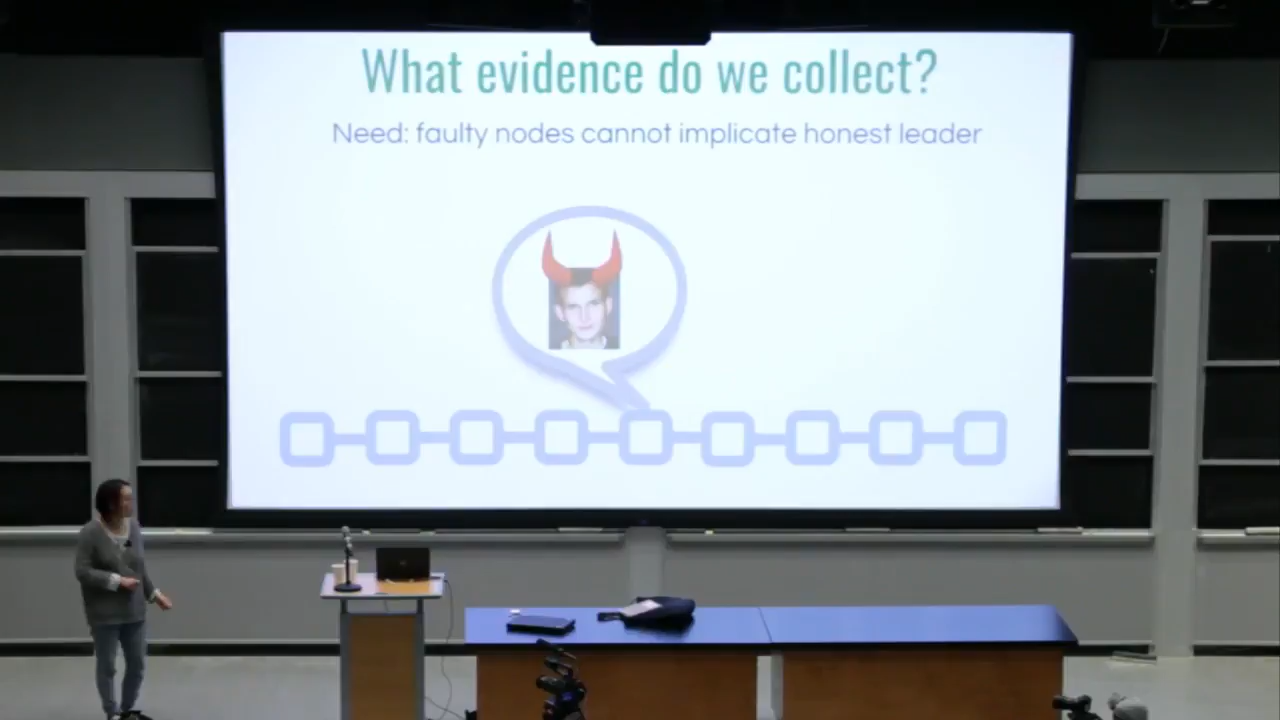 What evidence do we collect?
Need: faulty nodes cannot implicate honest leader